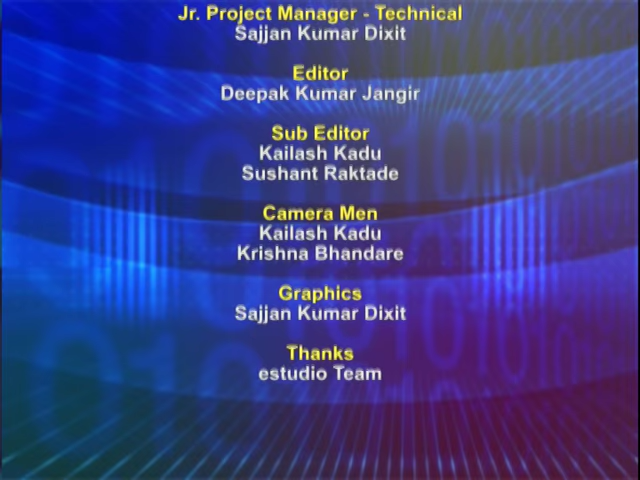 Jr. Project Manager - Technical
Sajjan Kumar Dixit
Editor
Deepak Kumar Jangir
Sub Editor
Kailash Kadu
Sushant Raktade
Camera Men
Kailash Kadu
Krishna Bhandare
Graphics
Sajjan Kumar Dixit
Thanks
estudio Team